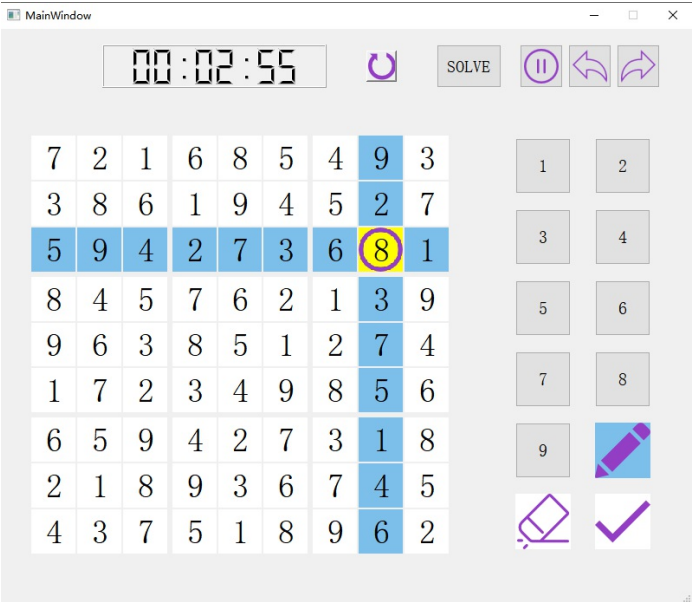 MainWindow
00:02:55 SOLVE
7 2 1 6 8 5 4 9 3
3 8 6 1 9 4 5 2 7
5 9 4 2 7 3 6 8 1
8 4 5 7 6 2 1 3 9
9 6 3 8 5 1 2 7 4
1 7 2 3 4 9 8 5 6
6 5 9 4 2 7 3 1 8
2 1 8 9 3 6 7 4 5
4 3 7 5 1 8 9 6 2
1 2
3 4
5 6
7 8
9